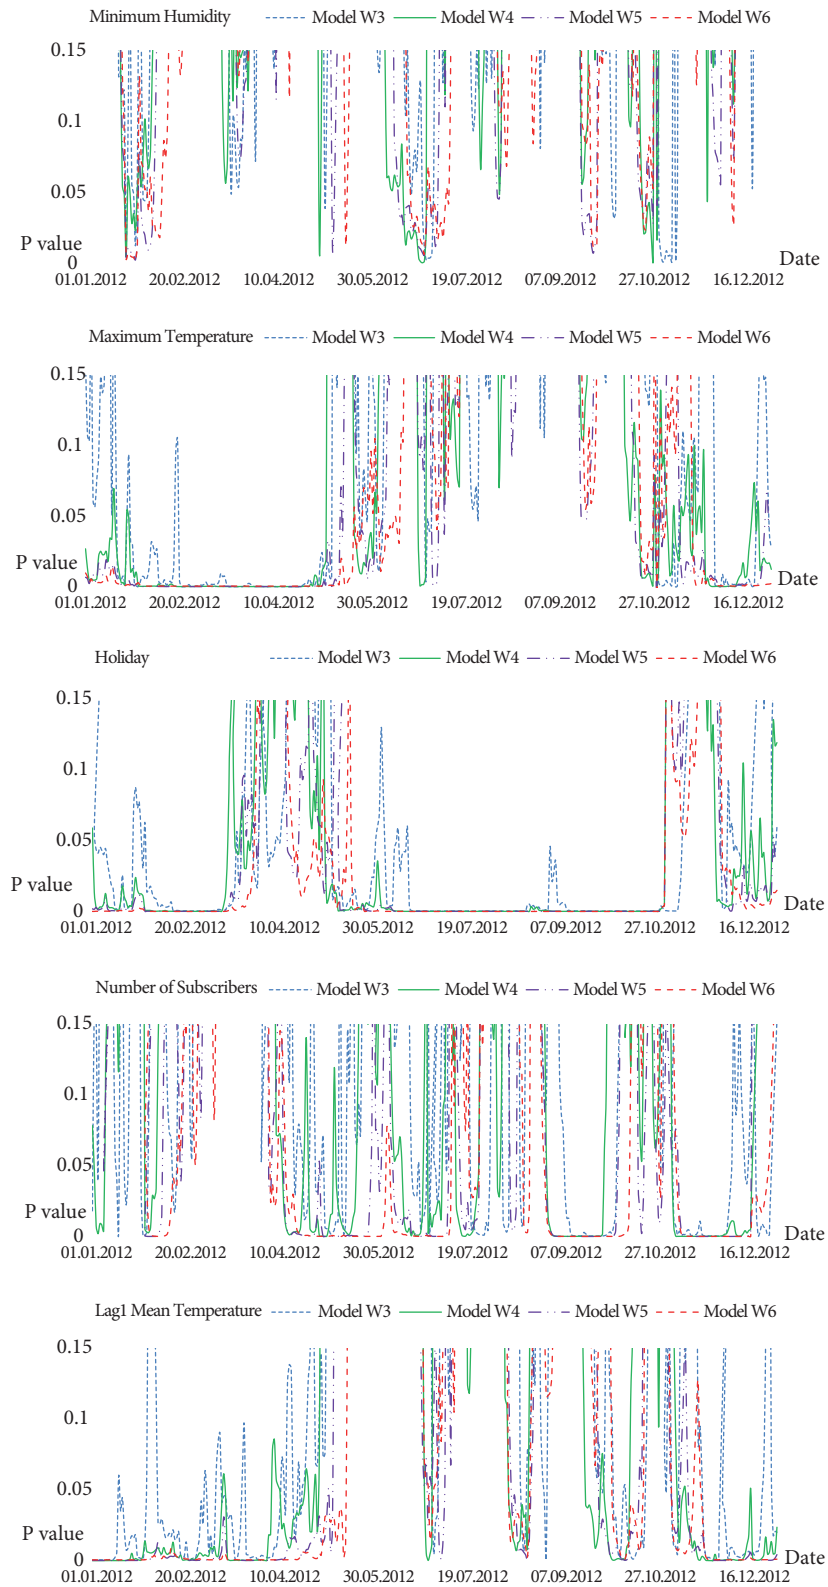 Minimum Humidity Model W3 Model W4 Model W5 Model W6
0.15
0.1
0.05
P value
0
Date
01.01.2012 20.02.2012 10.04.2012 30.05.2012 19.07.2012 07.09.2012 27.10.2012 16.12.2012
Maximum Temperature Model W3 Model W4 Model W5 Model W6
0.15
0.1
0.05
P value
0
Date
01.01.2012 20.02.2012 10.04.2012 30.05.2012 19.07.2012 07.09.2012 27.10.2012 16.12.2012
Holiday Model W3 Model W4 Model W5 Model W6
0.15
0.1
0.05
P value
0
Date
01.01.2012 20.02.2012 10.04.2012 30.05.2012 19.07.2012 07.09.2012 27.10.2012 16.12.2012
Number of Subscribers Model W3 Model W4 Model W5 Model W6
0.15
0.1
0.05
P value
0
Date
01.01.2012 20.02.2012 10.04.2012 30.05.2012 19.07.2012 07.09.2012 27.10.2012 16.12.2012
Lag1 Mean Temperature Model W3 Model W4 Model W5 Model W6
0.15
0.1
0.05
P value
0
Date
01.01.2012 20.02.2012 10.04.2012 30.05.2012 19.07.2012 07.09.2012 27.10.2012 16.12.2012